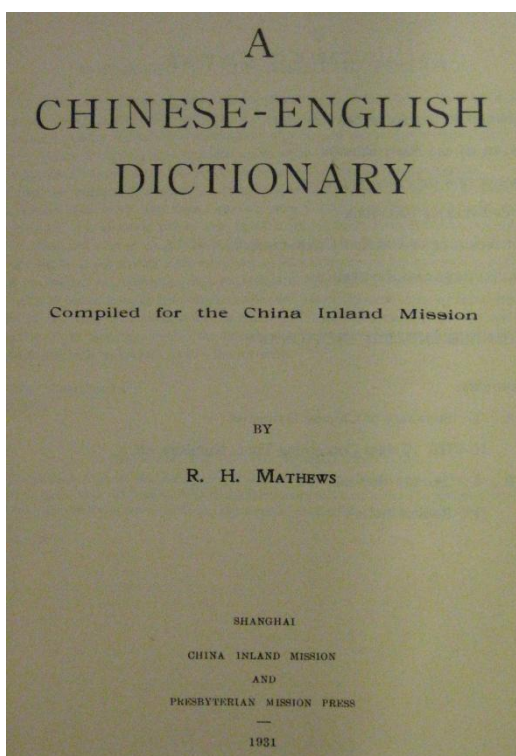 A
CHINESE-ENGLISH
DICTIONARY
Compiled for the China Inland Mission
BY
R. H. MATHEWS
SHANGHAI
CHINA INLAND MISSION
AND
PRESBYTERIAN MISSION PRESS
—
1931